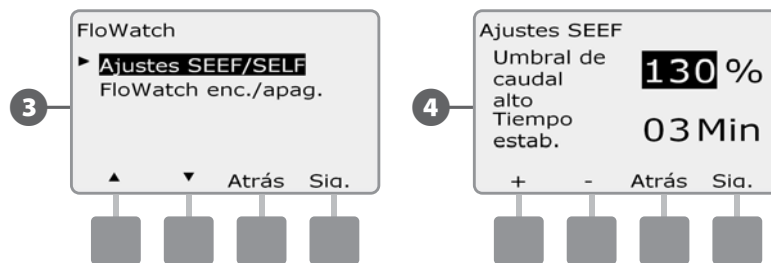 3
FloWatch
► Ajustes SEEF/SELF
FloWatch enc./apag.
▲ ▼ Atrás Sig.
4
Ajustes SEEF
Umbral de
caudal
alto
130 %
Tiempo
estab.
03 Min
+ - Atrás Sig.